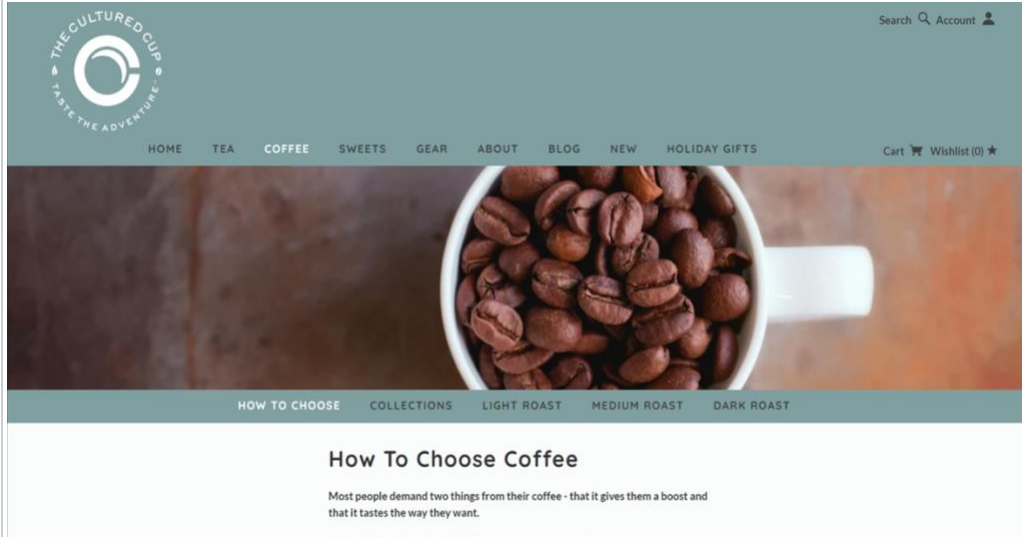 THE CULTURED CUP
TASTE THE ADVENTURE
Search Account
HOME TEA COFFEE SWEETS GEAR ABOUT BLOG NEW HOLIDAY GIFTS
Cart Wishlist (0)
HOW TO CHOOSE COLLECTIONS LIGHT ROAST MEDIUM ROAST DARK ROAST
How To Choose Coffee
Most people demand two things from their coffee - that it gives them a boost and
that it tastes the way they want.